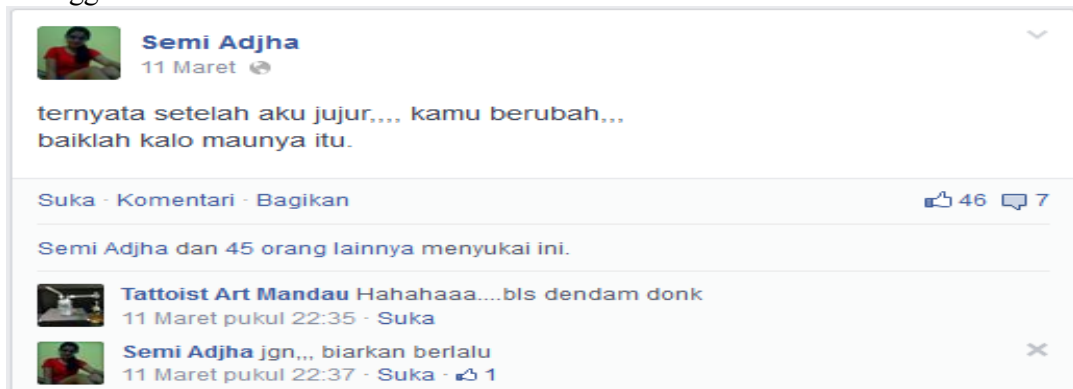 Semi Adjha
11 Maret
ternyata setelah aku jujur,,,, kamu berubah,,,
baiklah kalo maunya itu.
Suka · Komentari · Bagikan 46 7
Semi Adjha dan 45 orang lainnya menyukai ini.
Tattoist Art Mandau Hahahaaa....bls dendam donk
11 Maret pukul 22:35 · Suka
Semi Adjha jgn,,, biarkan berlalu
11 Maret pukul 22:37 · Suka · 1